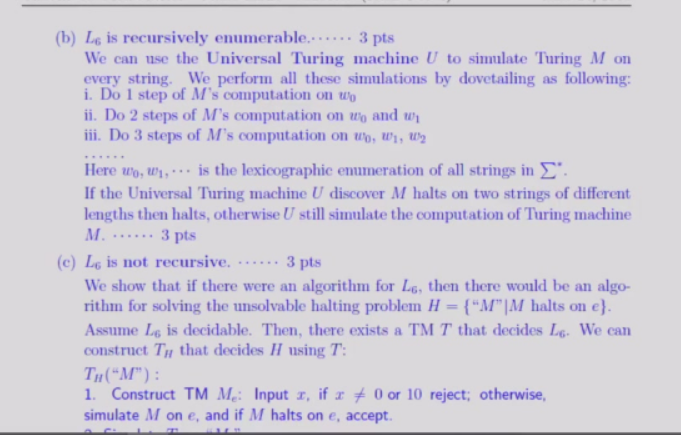 (b) L₆ is recursively enumerable.······ 3 pts
We can use the Universal Turing machine U to simulate Turing M on
every string. We perform all these simulations by dovetailing as following:
i. Do 1 step of M's computation on w₀
ii. Do 2 steps of M's computation on w₀ and w₁
iii. Do 3 steps of M's computation on w₀, w₁, w₂
······
Here w₀, w₁, ··· is the lexicographic enumeration of all strings in ∑*.
If the Universal Turing machine U discover M halts on two strings of different
lengths then halts, otherwise U still simulate the computation of Turing machine
M. ······ 3 pts
(c) L₆ is not recursive. ······ 3 pts
We show that if there were an algorithm for L₆, then there would be an algo-
rithm for solving the unsolvable halting problem H = {“M”|M halts on e}.
Assume L₆ is decidable. Then, there exists a TM T that decides L₆. We can
construct T_H that decides H using T:
T_H(“M”) :
1. Construct TM Mₑ: Input x, if x ≠ 0 or 10 reject; otherwise,
simulate M on e, and if M halts on e, accept.